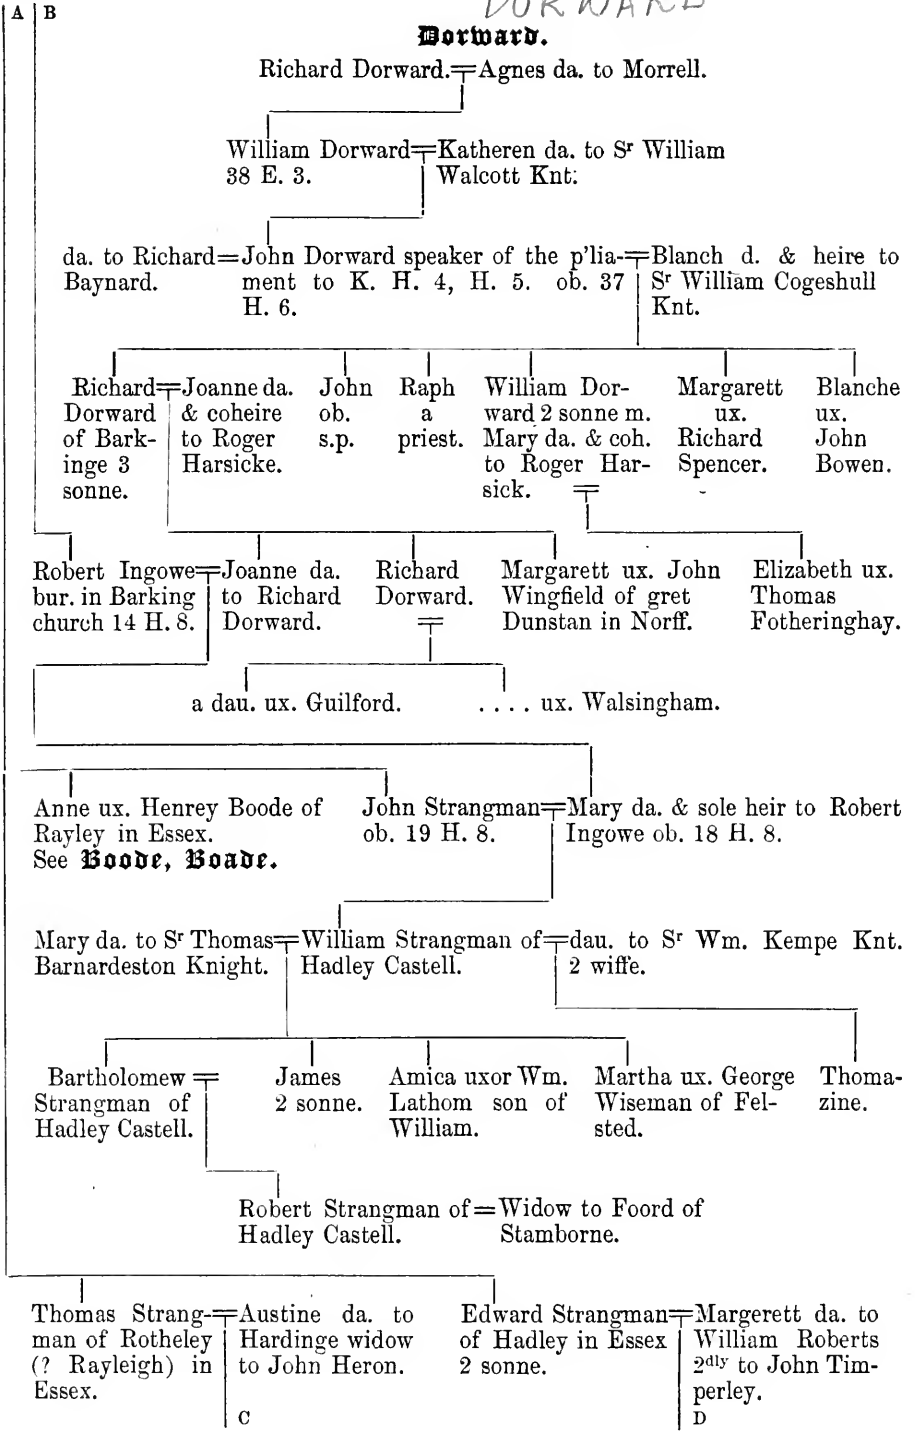 A B
DORWARD
Dorward.
Richard Dorward.=Agnes da. to Morrell.
William Dorward=Katheren da. to Sr William
38 E. 3. Walcott Knt:
da. to Richard=John Dorward speaker of the p'lia-=Blanch d. & heire to
Baynard. ment to K. H. 4, H. 5. ob. 37 Sr William Cogeshull
H. 6. Knt.
Richard=Joanne da. John Raph William Dor- Margarett Blanche
Dorward & coheire ob. a ward 2 sonne m. ux. ux.
of Bark- to Roger s.p. priest. Mary da. & coh. Richard John
inge 3 Harsicke. to Roger Har- Spencer. Bowen.
sonne. sick. =
Robert Ingowe=Joanne da. Richard Margarett ux. John Elizabeth ux.
bur. in Barking to Richard Dorward. Wingfield of gret Thomas
church 14 H. 8. Dorward. = Dunstan in Norff. Fotheringhay.
a dau. ux. Guilford. . . . . ux. Walsingham.
Anne ux. Henrey Boode of John Strangman=Mary da. & sole heir to Robert
Rayley in Essex. ob. 19 H. 8. Ingowe ob. 18 H. 8.
See Boode, Boade.
Mary da. to Sr Thomas=William Strangman of=dau. to Sr Wm. Kempe Knt.
Barnardeston Knight. Hadley Castell. 2 wiffe.
Bartholomew = James Amica uxor Wm. Martha ux. George Thoma-
Strangman of 2 sonne. Lathom son of Wiseman of Fel- zine.
Hadley Castell. William. sted.
Robert Strangman of=Widow to Foord of
Hadley Castell. Stamborne.
Thomas Strang-=Austine da. to Edward Strangman=Margerett da. to
man of Rotheley Hardinge widow of Hadley in Essex William Roberts
(? Rayleigh) in to John Heron. 2 sonne. 2dly to John Tim-
Essex. perley.
C D